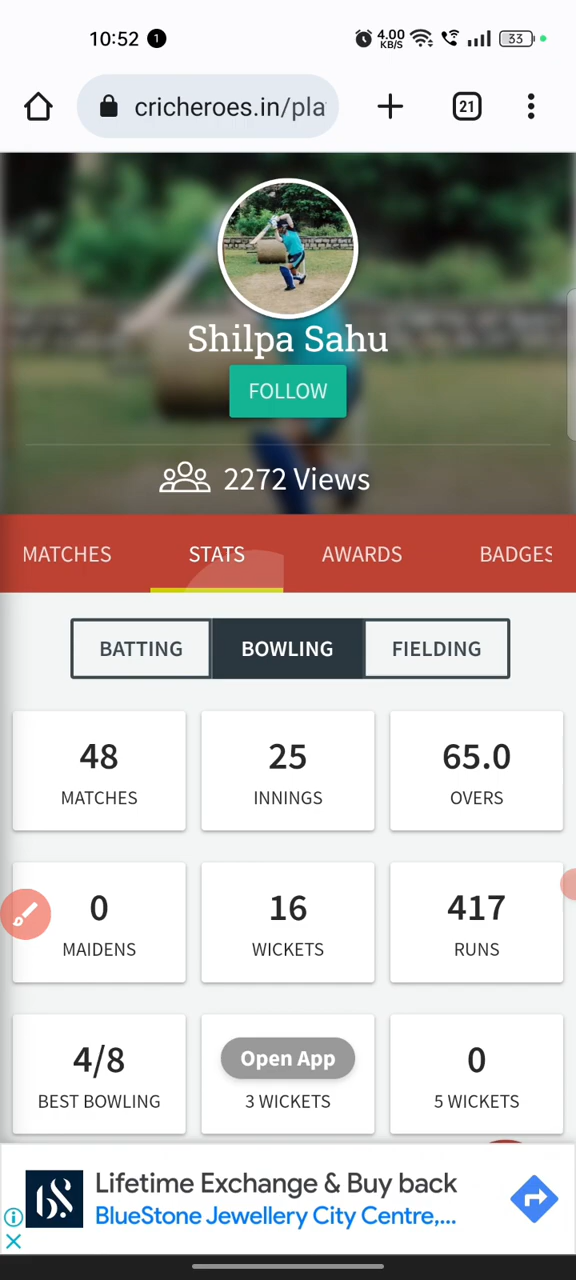 10:52 1 4.00 KB/S 33
cricheroes.in/pla 21
Shilpa Sahu
FOLLOW
2272 Views
MATCHES STATS AWARDS BADGES
BATTING BOWLING FIELDING
48 25 65.0
MATCHES INNINGS OVERS
0 16 417
MAIDENS WICKETS RUNS
4/8 Open App 0
BEST BOWLING 3 WICKETS 5 WICKETS
Lifetime Exchange & Buy back
BlueStone Jewellery City Centre,...